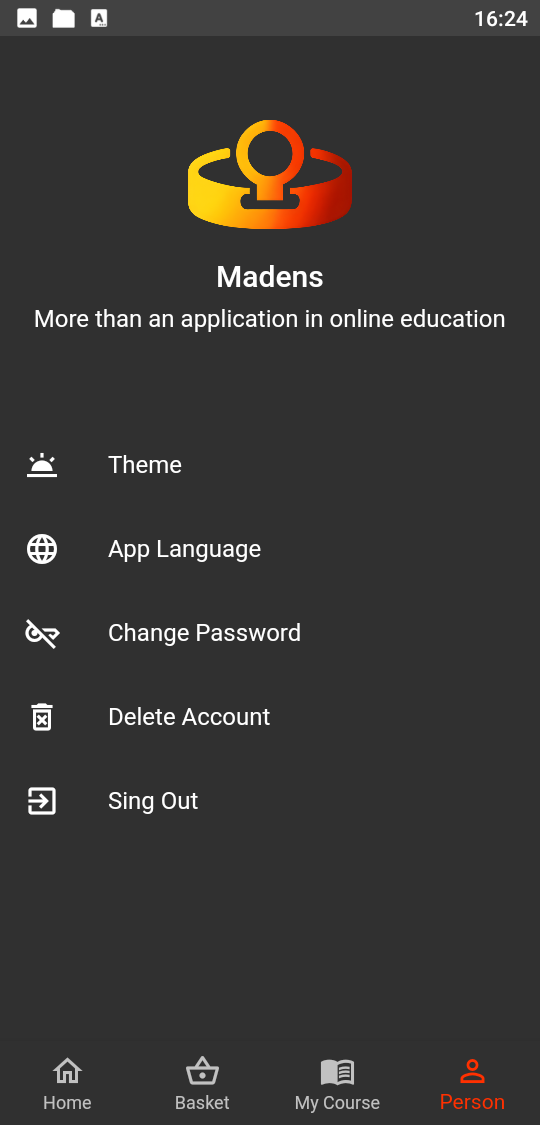 16:24
Madens
More than an application in online education
Theme
App Language
Change Password
Delete Account
Sing Out
Home
Basket
My Course
Person